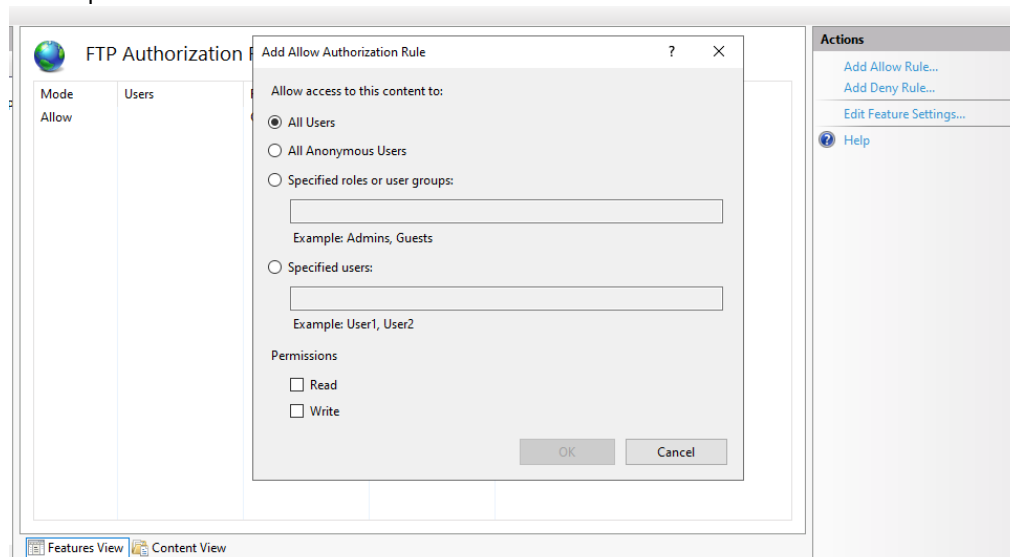 FTP Authorization
Add Allow Authorization Rule
?
Mode
Users
Allow
Allow access to this content to:
All Users
All Anonymous Users
Specified roles or user groups:
Example: Admins, Guests
Specified users:
Example: User1, User2
Permissions
Read
Write
OK
Cancel
Actions
Add Allow Rule...
Add Deny Rule...
Edit Feature Settings...
Help
Features View
Content View